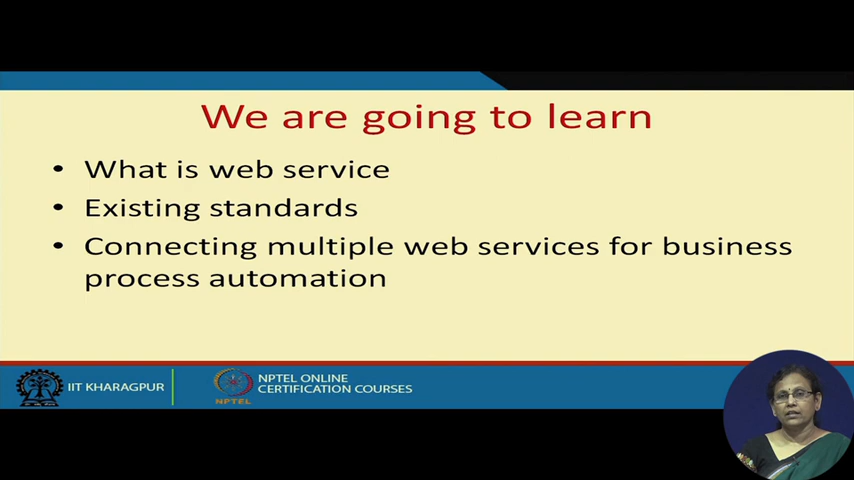 We are going to learn
• What is web service
• Existing standards
• Connecting multiple web services for business
process automation
IIT KHARAGPUR
NPTEL ONLINE
CERTIFICATION COURSES
NPTEL